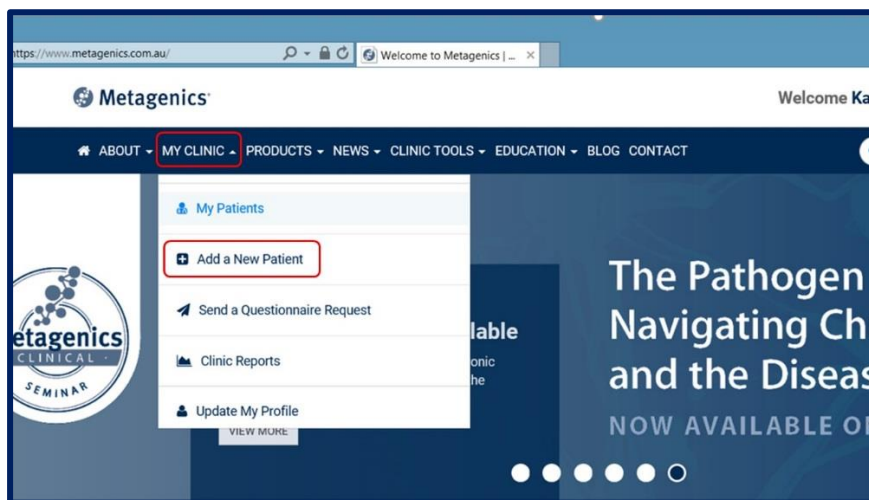 https://www.metagenics.com.au/
Welcome to Metagenics | ...
Metagenics
Welcome Ka
ABOUT MY CLINIC PRODUCTS NEWS CLINIC TOOLS EDUCATION BLOG CONTACT
My Patients
Add a New Patient
Send a Questionnaire Request
Clinic Reports
Update My Profile
etagenics
CLINICAL
SEMINAR
lable
onic
he
VIEW MORE
The Pathogen
Navigating Ch
and the Diseas
NOW AVAILABLE O